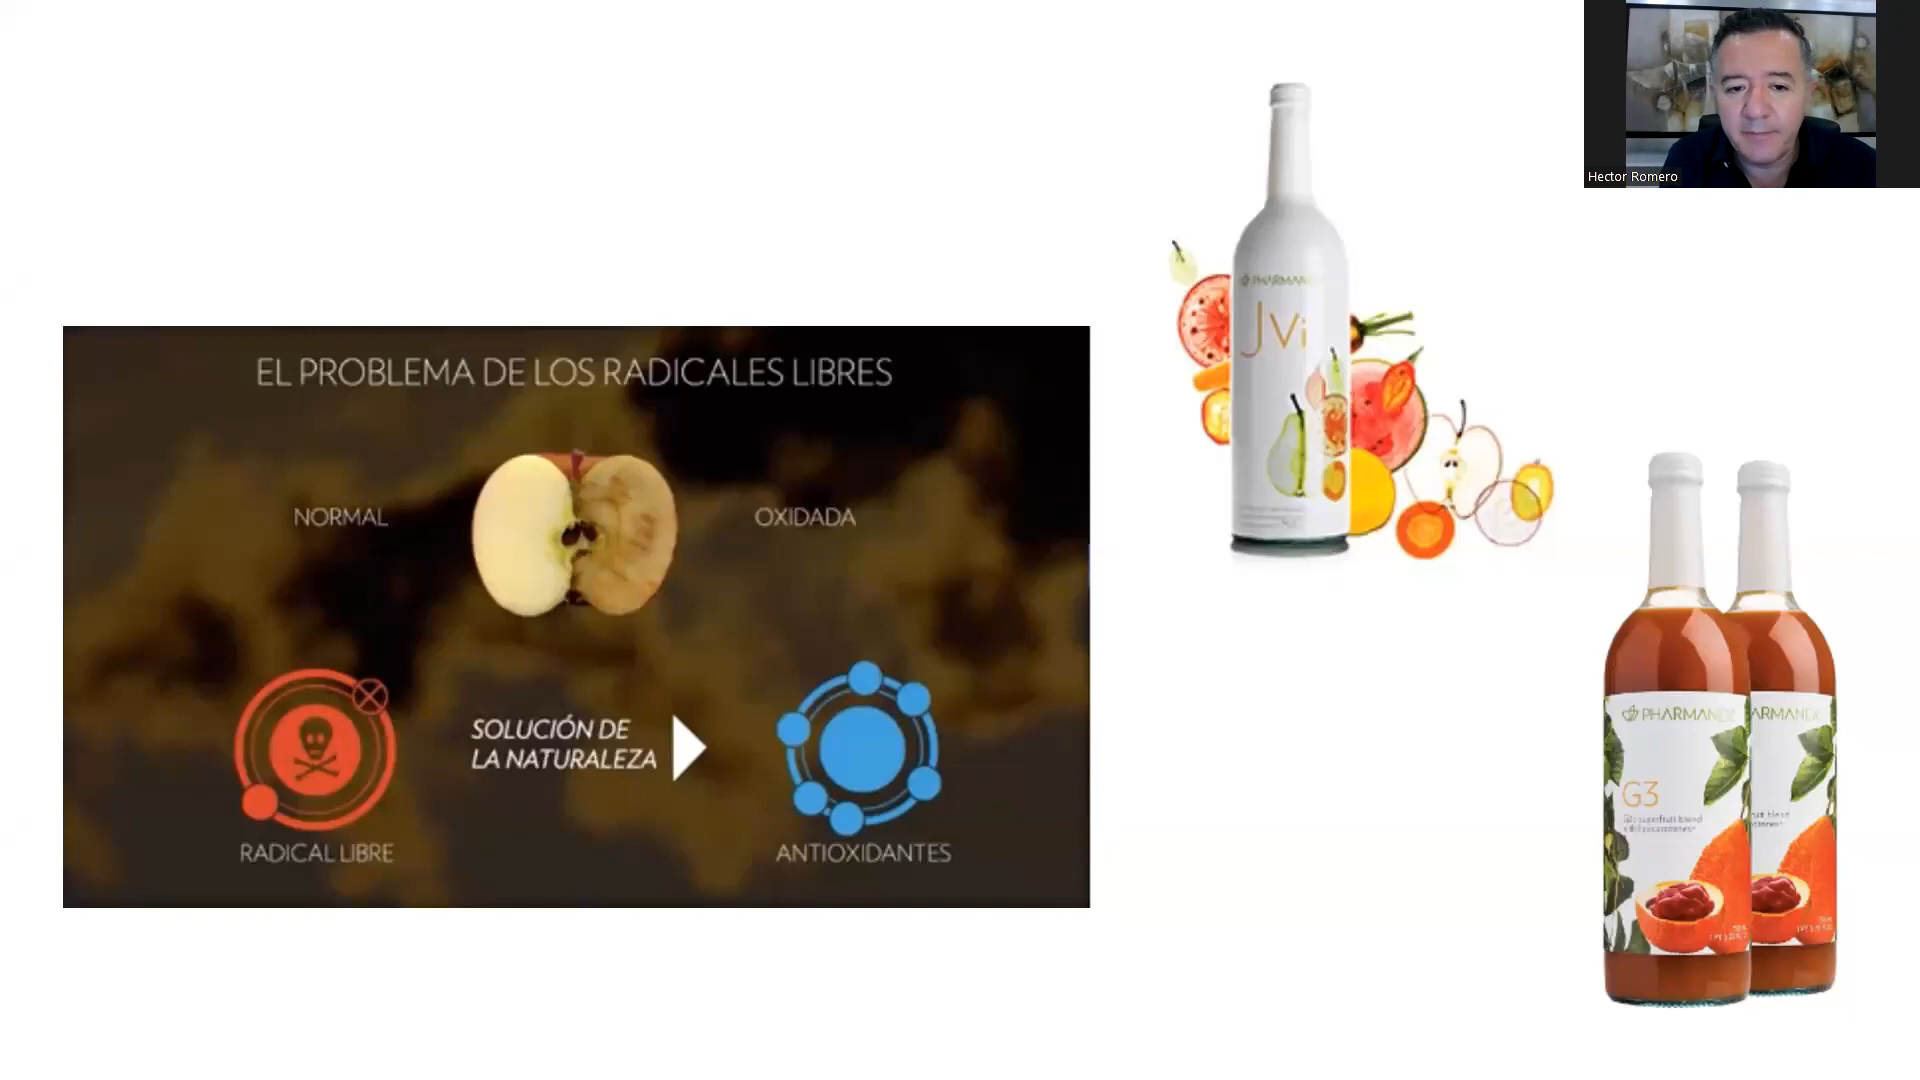 EL PROBLEMA DE LOS RADICALES LIBRES
NORMAL
OXIDADA
SOLUCIÓN DE
LA NATURALEZA
RADICAL LIBRE
ANTIOXIDANTES
PHARMANEX
JVi
PHARMANEX
G3
Hector Romero